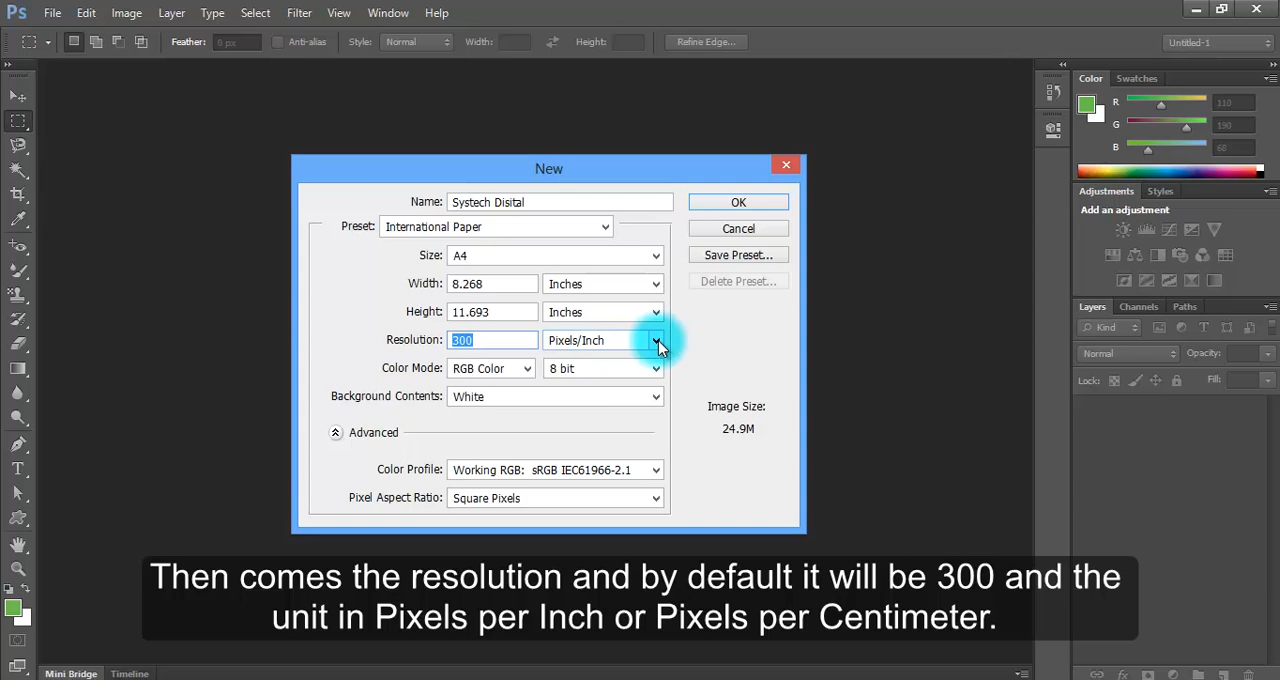 Ps File Edit Image Layer Type Select Filter View Window Help
Feather: 0 px Anti-alias Style: Normal Width: Height: Refine Edge... Untitled-1
Color Swatches
R 110
G 190
B 68
Adjustments Styles
Add an adjustment
Layers Channels Paths
Kind
Normal Opacity:
Lock: Fill:
New
Name: Systech Disital OK
Preset: International Paper Cancel
Size: A4 Save Preset...
Width: 8.268 Inches Delete Preset...
Height: 11.693 Inches
Resolution: 300 Pixels/Inch
Color Mode: RGB Color 8 bit
Background Contents: White
Image Size:
24.9M
Advanced
Color Profile: Working RGB: sRGB IEC61966-2.1
Pixel Aspect Ratio: Square Pixels
Then comes the resolution and by default it will be 300 and the
unit in Pixels per Inch or Pixels per Centimeter.
Mini Bridge Timeline